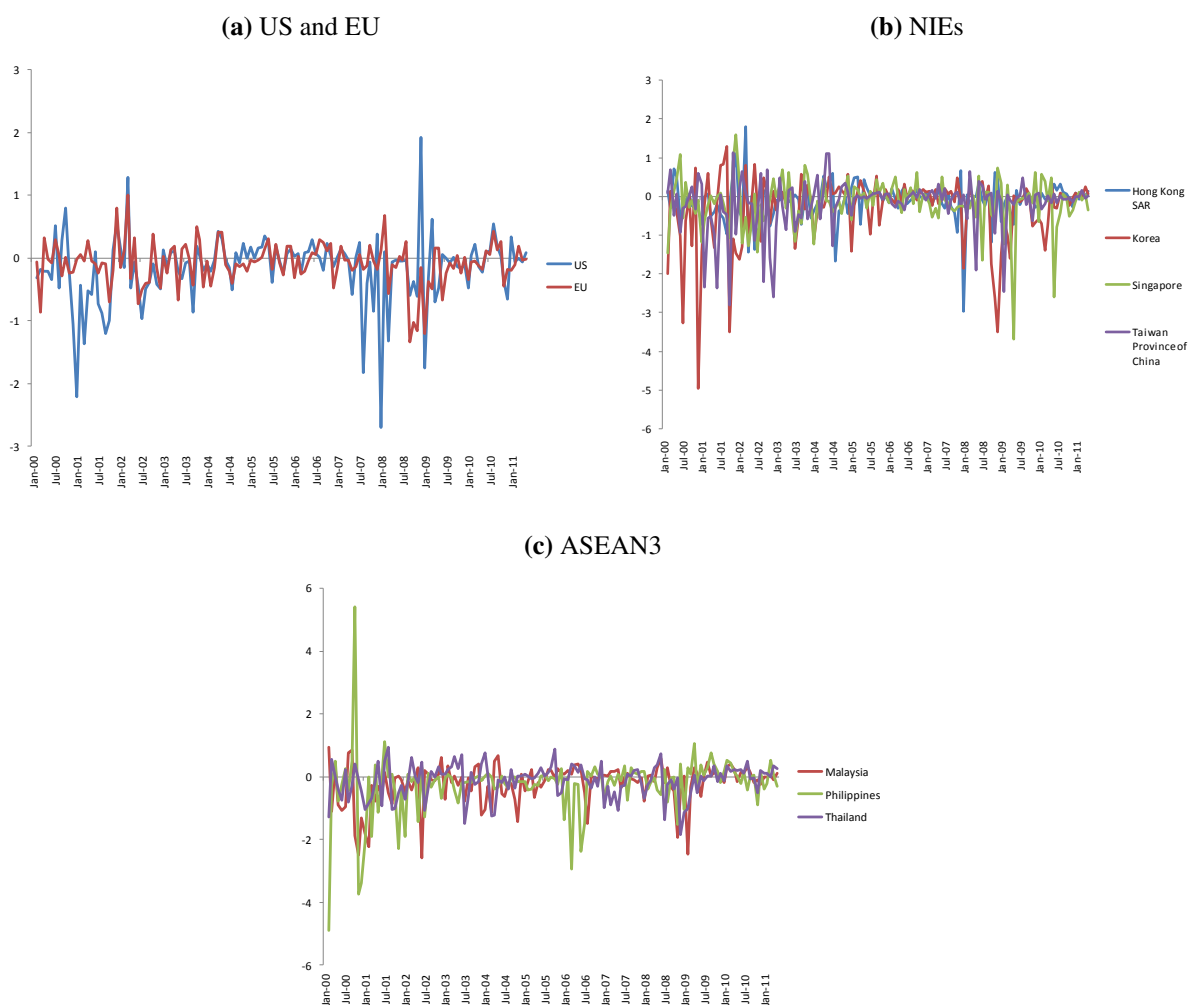 (a) US and EU
3
2
1
0
-1
-2
-3
Jan-00
Jul-00
Jan-01
Jul-01
Jan-02
Jul-02
Jan-03
Jul-03
Jan-04
Jul-04
Jan-05
Jul-05
Jan-06
Jul-06
Jan-07
Jul-07
Jan-08
Jul-08
Jan-09
Jul-09
Jan-10
Jul-10
Jan-11
US
EU
(b) NIEs
3
2
1
0
-1
-2
-3
-4
-5
-6
Jan-00
Jul-00
Jan-01
Jul-01
Jan-02
Jul-02
Jan-03
Jul-03
Jan-04
Jul-04
Jan-05
Jul-05
Jan-06
Jul-06
Jan-07
Jul-07
Jan-08
Jul-08
Jan-09
Jul-09
Jan-10
Jul-10
Jan-11
Hong Kong
SAR
Korea
Singapore
Taiwan
Province of
China
(c) ASEAN3
6
4
2
0
-2
-4
-6
Jan-00
Jul-00
Jan-01
Jul-01
Jan-02
Jul-02
Jan-03
Jul-03
Jan-04
Jul-04
Jan-05
Jul-05
Jan-06
Jul-06
Jan-07
Jul-07
Jan-08
Jul-08
Jan-09
Jul-09
Jan-10
Jul-10
Jan-11
Malaysia
Philippines
Thailand